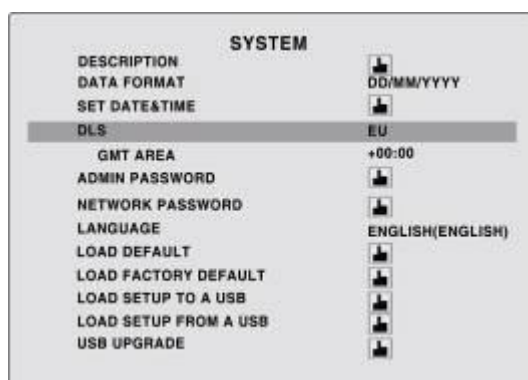 SYSTEM
DESCRIPTION
DATA FORMAT DD/MM/YYYY
SET DATE&TIME
DLS EU
GMT AREA +00:00
ADMIN PASSWORD
NETWORK PASSWORD
LANGUAGE ENGLISH(ENGLISH)
LOAD DEFAULT
LOAD FACTORY DEFAULT
LOAD SETUP TO A USB
LOAD SETUP FROM A USB
USB UPGRADE